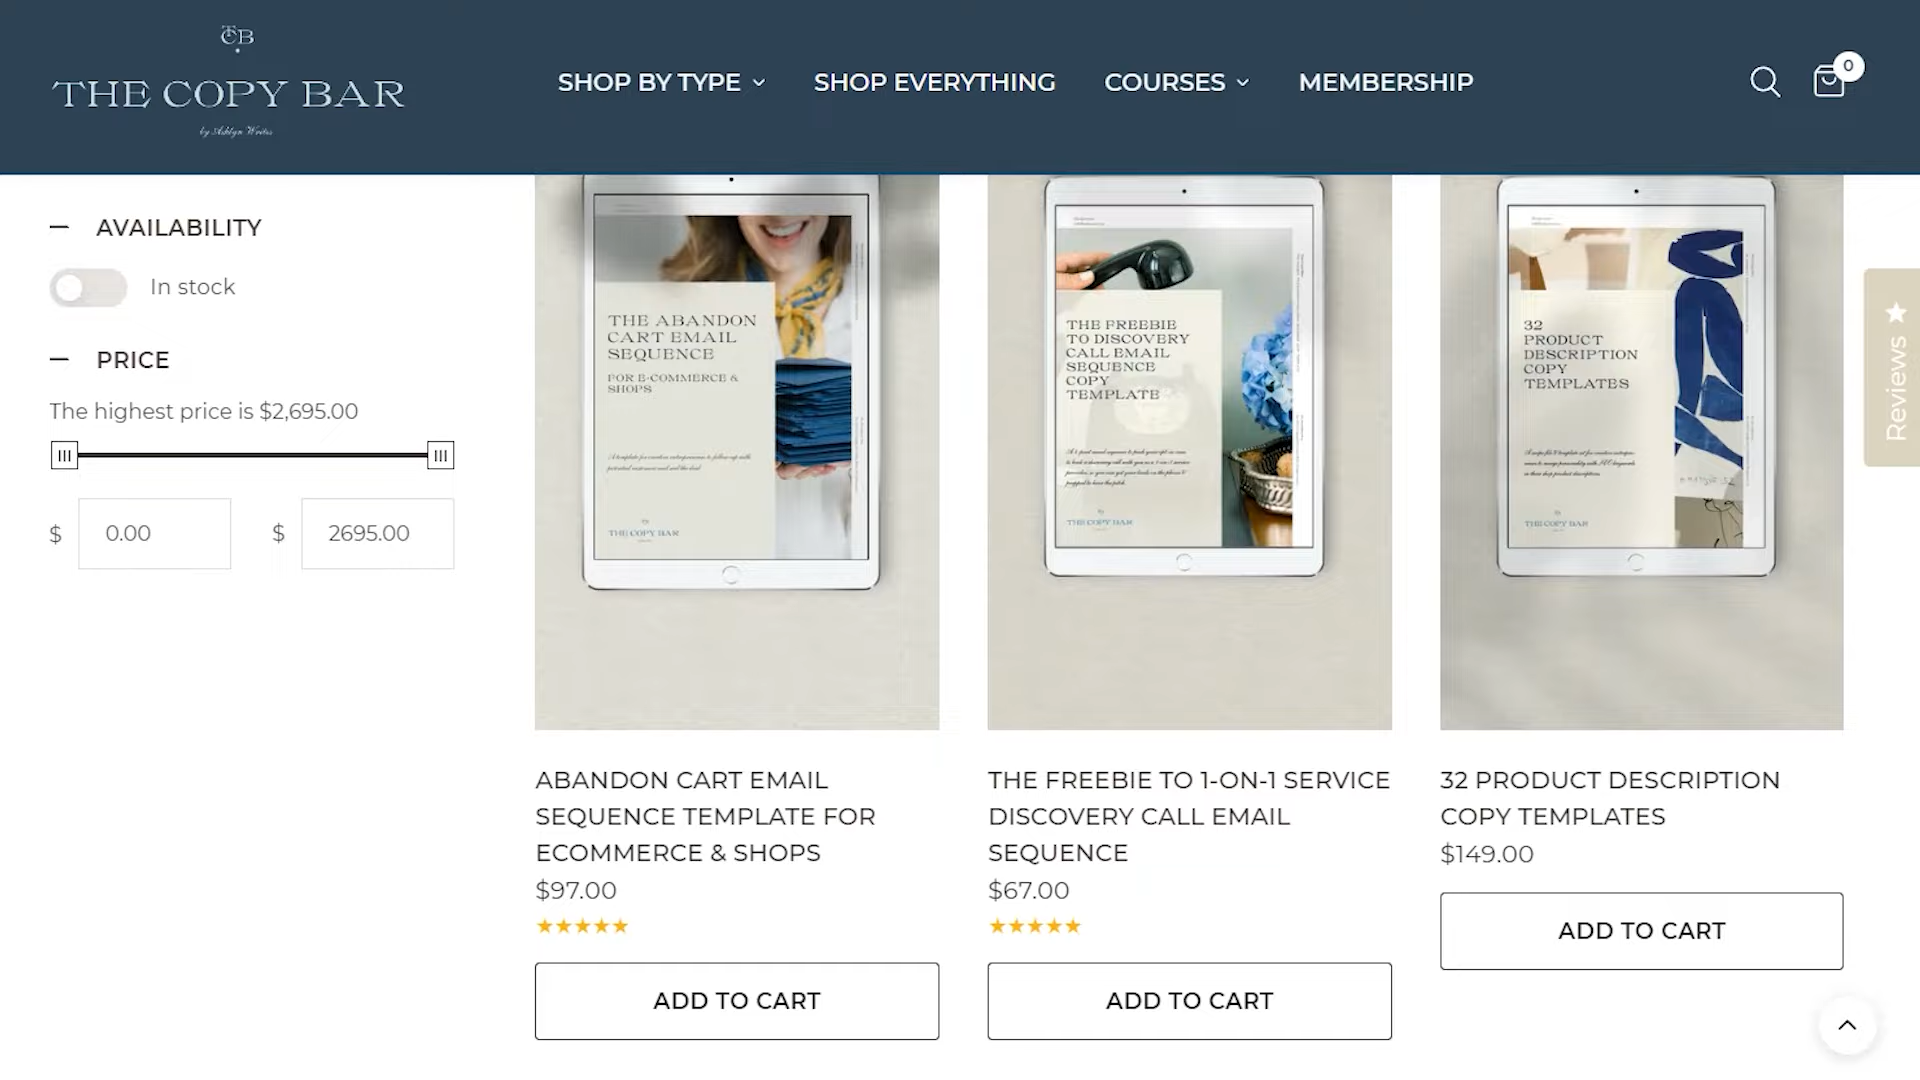 TCB
THE COPY BAR
by Ashlyn Writes
SHOP BY TYPE
SHOP EVERYTHING
COURSES
MEMBERSHIP
0
AVAILABILITY
In stock
PRICE
The highest price is $2,695.00
$ 0.00
$ 2695.00
THE ABANDON
CART EMAIL
SEQUENCE
FOR E-COMMERCE &
SHOPS
THE COPY BAR
ABANDON CART EMAIL
SEQUENCE TEMPLATE FOR
ECOMMERCE & SHOPS
$97.00
ADD TO CART
THE FREEBIE
TO DISCOVERY
CALL EMAIL
SEQUENCE
COPY
TEMPLATE
THE COPY BAR
THE FREEBIE TO 1-ON-1 SERVICE
DISCOVERY CALL EMAIL
SEQUENCE
$67.00
ADD TO CART
32
PRODUCT
DESCRIPTION
COPY
TEMPLATES
THE COPY BAR
32 PRODUCT DESCRIPTION
COPY TEMPLATES
$149.00
ADD TO CART
Reviews